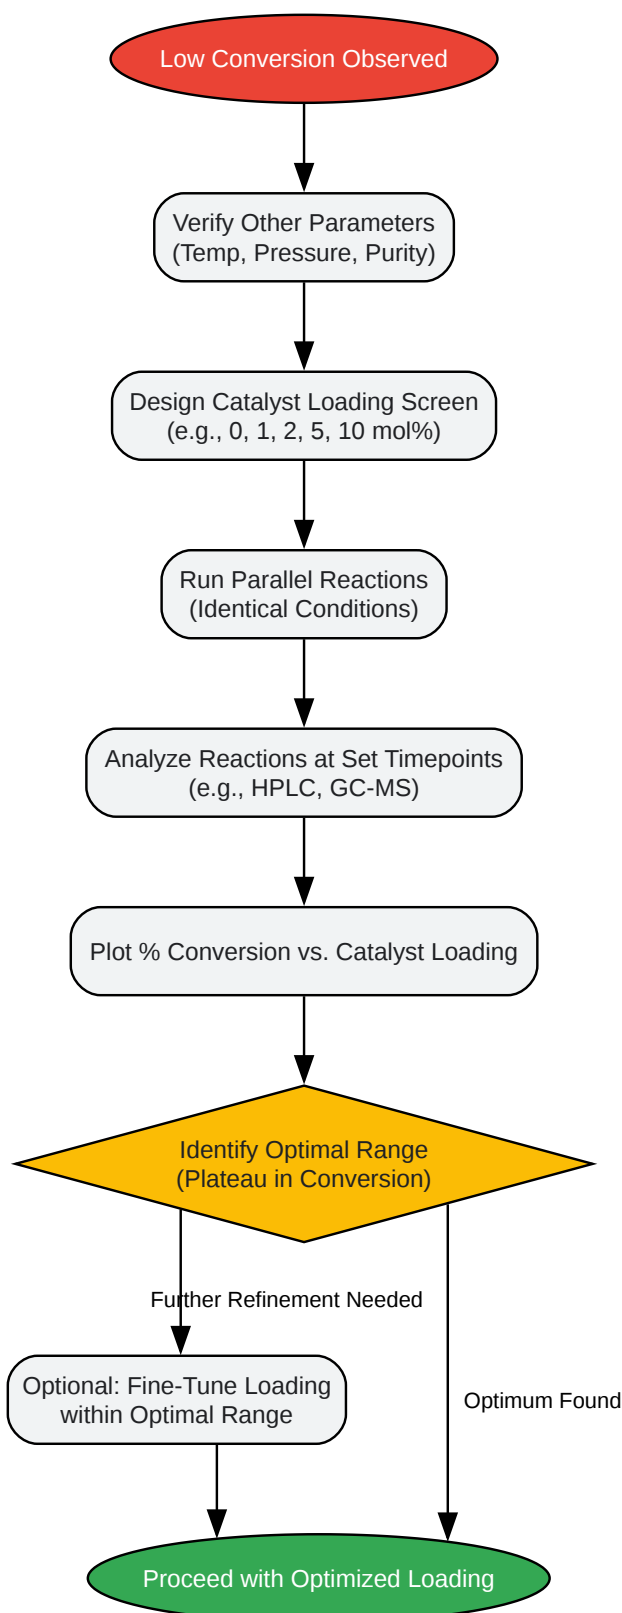 Low Conversion Observed
Verify Other Parameters
(Temp, Pressure, Purity)
Design Catalyst Loading Screen
(e.g., 0, 1, 2, 5, 10 mol%)
Run Parallel Reactions
(Identical Conditions)
Analyze Reactions at Set Timepoints
(e.g., HPLC, GC-MS)
Plot % Conversion vs. Catalyst Loading
Identify Optimal Range
(Plateau in Conversion)
Further Refinement Needed
Optional: Fine-Tune Loading
within Optimal Range
Optimum Found
Proceed with Optimized Loading